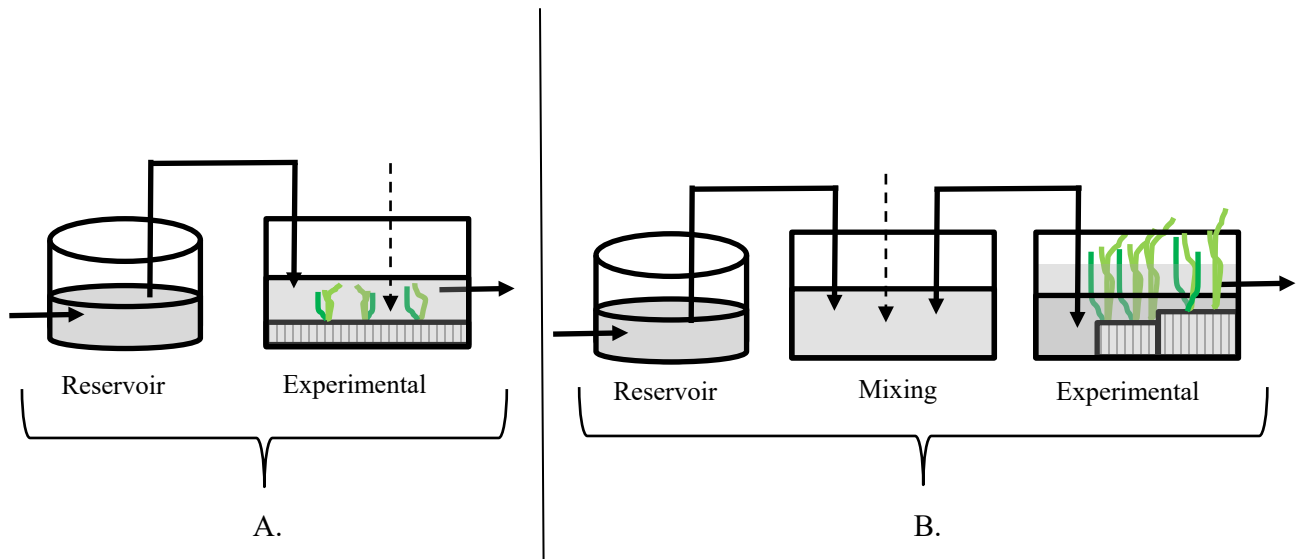 Reservoir
Experimental
A.
Reservoir
Mixing
Experimental
B.